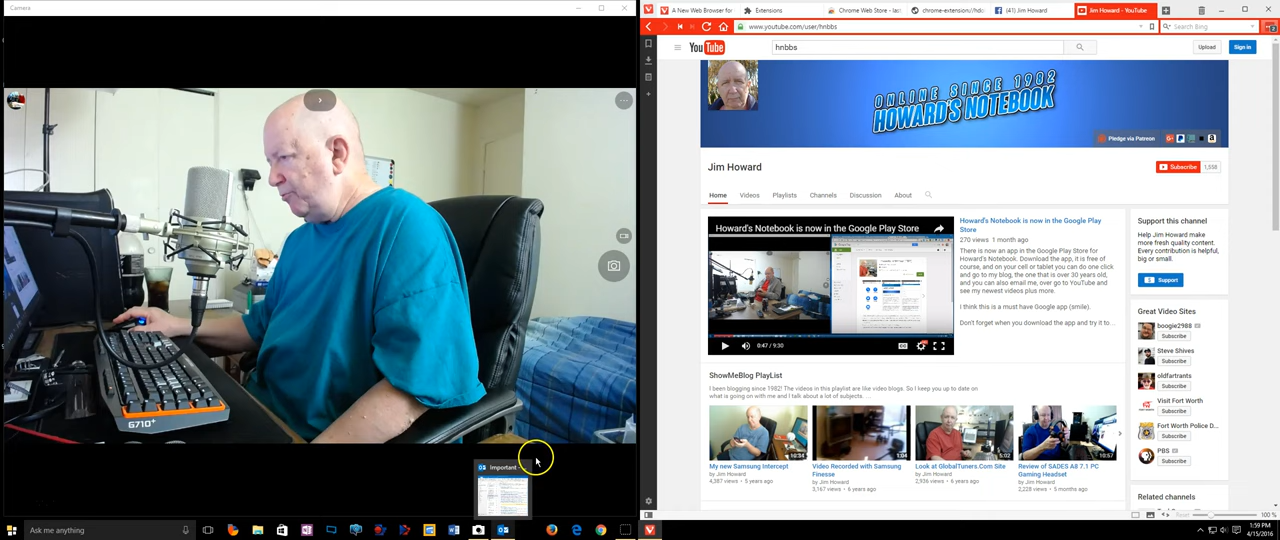 Camera
G710+
Important
Ask me anything
A New Web Browser for
Extensions
Chrome Web Store - las
chrome-extension://hdo
(41) Jim Howard
Jim Howard - YouTube
www.youtube.com/user/hnbbs
Search Bing
YouTube
hnbbs
Upload
Sign in
ONLINE SINCE 1982
HOWARD'S NOTEBOOK
Pledge via Patreon
Jim Howard
Subscribe
1,558
Home
Videos
Playlists
Channels
Discussion
About
Howard's Notebook is now in the Google Play Store
0:47 / 9:30
Howard's Notebook is now in the Google Play
Store
270 views 1 month ago
There is now an app in the Google Play Store for
Howard's Notebook. Download the app, it is free of
course, and on your cell or tablet you can do one click
and go to my blog, the one that is over 30 years old,
and you can also email me, over go to YouTube and
see my newest videos plus more.
I think this is a must have Google app (smile).
Don't forget when you download the app and try it to...
ShowMeBlog PlayList
I been blogging since 1982! The videos in this playlist are like video blogs. So I keep you up to date on
what is going on with me and I talk about a lot of subjects. ...
10:34
1:04
5:02
10:57
My new Samsung Intercept
by Jim Howard
4,387 views • 5 years ago
Video Recorded with Samsung
Finesse
by Jim Howard
3,167 views • 6 years ago
Look at GlobalTuners.Com Site
by Jim Howard
2,936 views • 6 years ago
Review of SADES A8 7.1 PC
Gaming Headset
by Jim Howard
2,228 views • 5 months ago
Support this channel
Help Jim Howard make
more fresh quality content.
Every contribution is helpful,
big or small.
Support
Great Video Sites
boogie2988
Subscribe
Steve Shives
Subscribe
oldfartrants
Subscribe
Visit Fort Worth
Subscribe
Fort Worth Police D...
Subscribe
PBS
Subscribe
Related channels
Reset
100 %
1:59 PM
4/15/2016